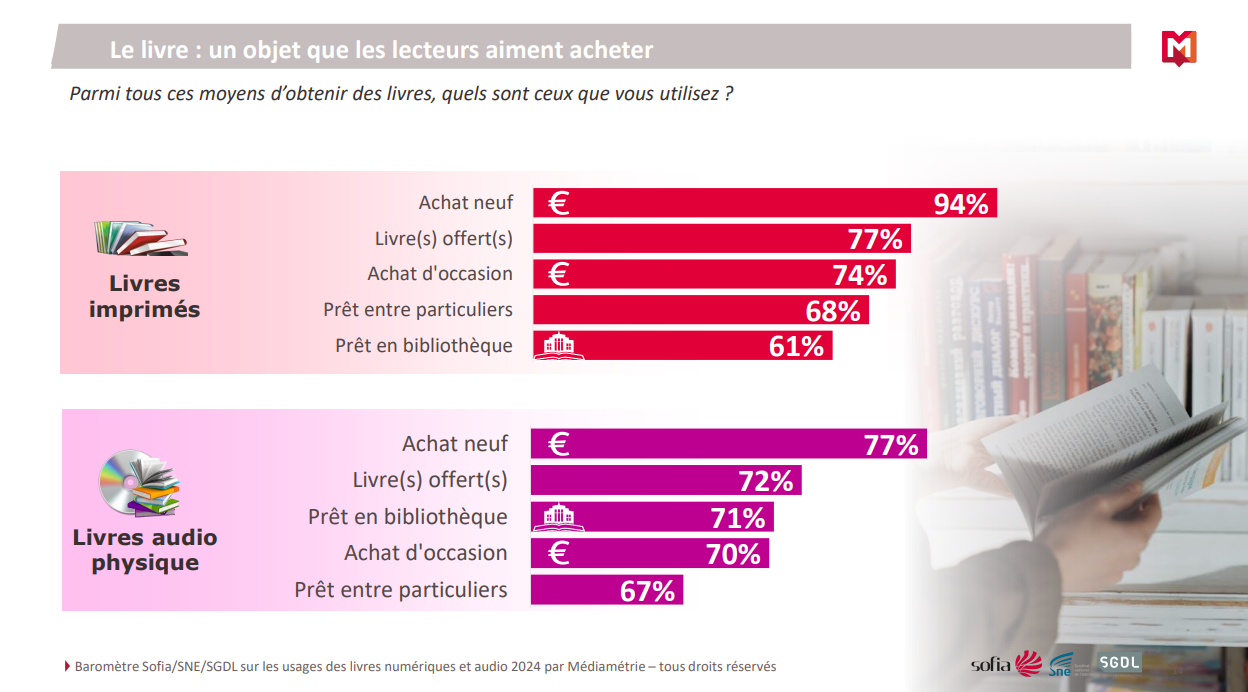 Le livre : un objet que les lecteurs aiment acheter
M
Parmi tous ces moyens d’obtenir des livres, quels sont ceux que vous utilisez ?
Livres
imprimés
Achat neuf € 94%
Livre(s) offert(s) 77%
Achat d'occasion € 74%
Prêt entre particuliers 68%
Prêt en bibliothèque 61%
Livres audio
physique
Achat neuf € 77%
Livre(s) offert(s) 72%
Prêt en bibliothèque 71%
Achat d'occasion € 70%
Prêt entre particuliers 67%
Baromètre Sofia/SNE/SGDL sur les usages des livres numériques et audio 2024 par Médiamétrie – tous droits réservés
sofia Sne SGDL